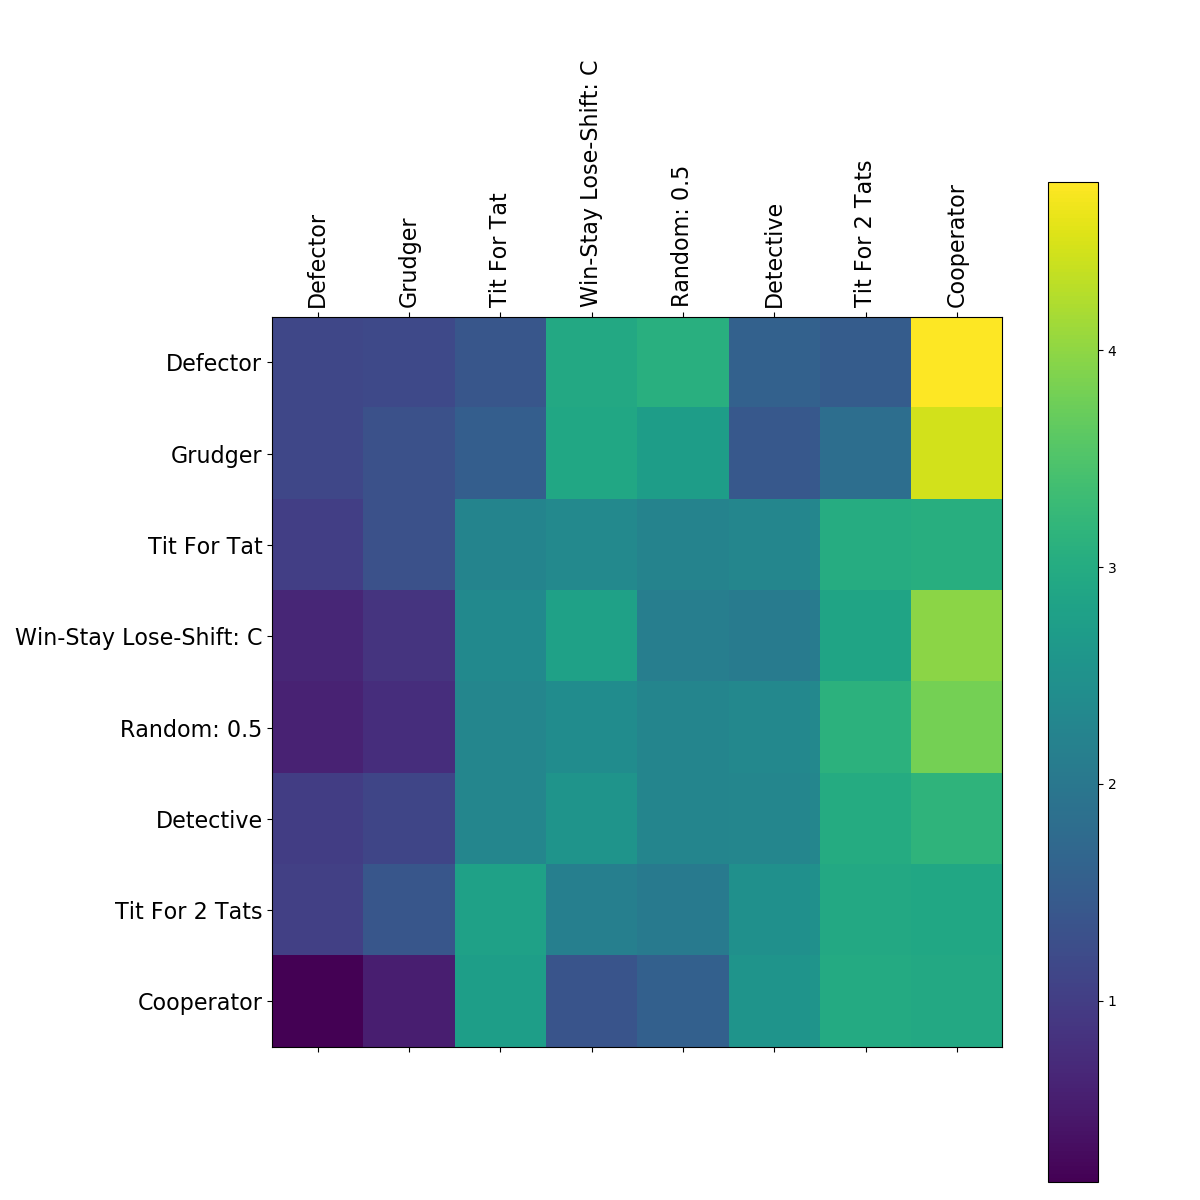 Defector
Grudger
Tit For Tat
Win-Stay Lose-Shift: C
Random: 0.5
Detective
Tit For 2 Tats
Cooperator
Defector
Grudger
Tit For Tat
Win-Stay Lose-Shift: C
Random: 0.5
Detective
Tit For 2 Tats
Cooperator
4
3
2
1